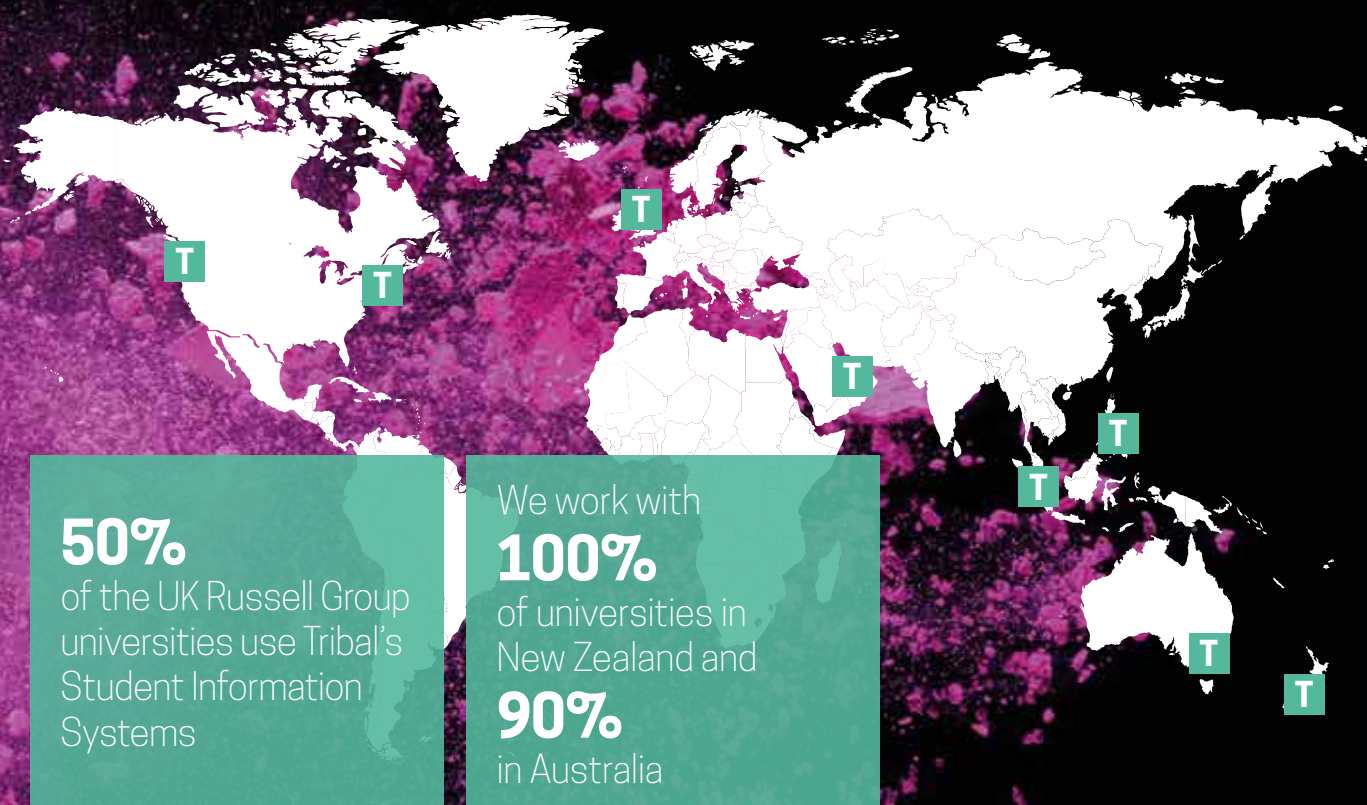 T
T
T
T
T
T
T
T
50%
of the UK Russell Group
universities use Tribal’s
Student Information
Systems
We work with
100%
of universities in
New Zealand and
90%
in Australia